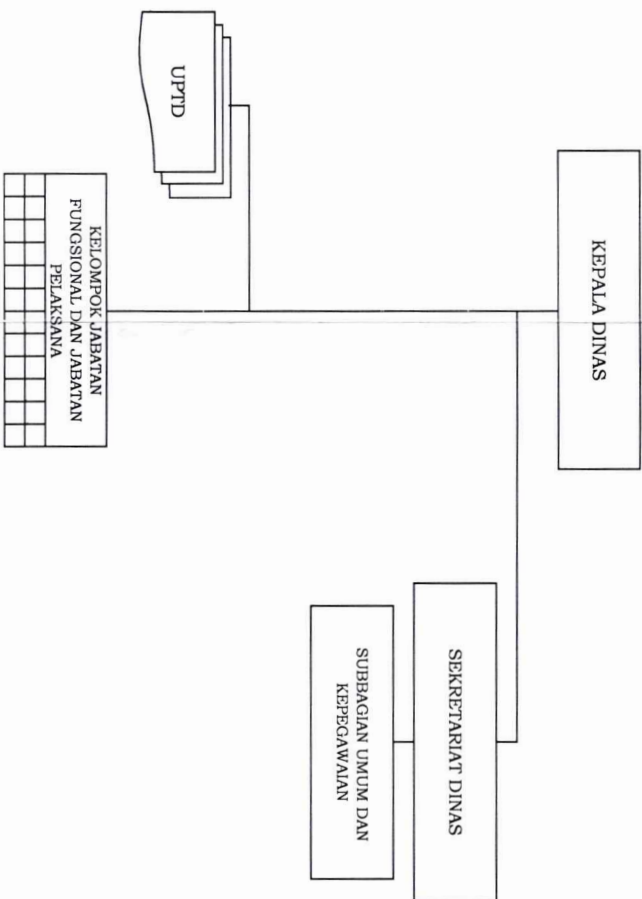 KEPALA DINAS
SEKRETARIAT DINAS
SUBBAGIAN UMUM DAN
KEPEGAWAIAN
UPTD
KELOMPOK JABATAN
FUNGSIONAL DAN JABATAN
PELAKSANA